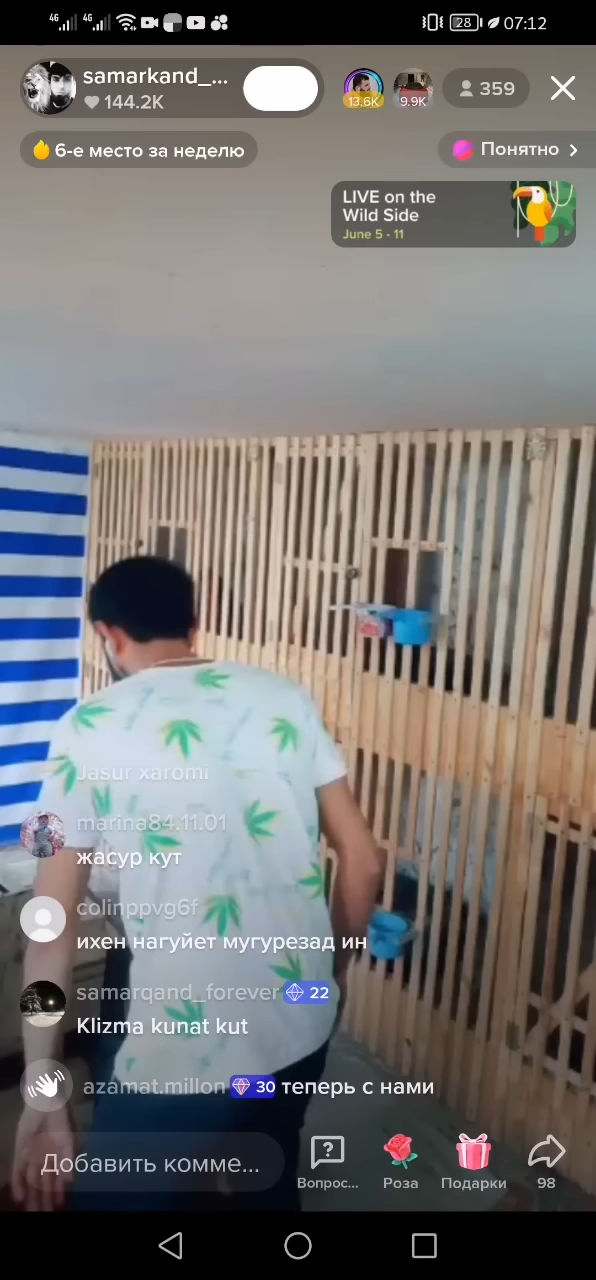 4G 4G 28 07:12
samarkand_...
144.2K
13.6K 9.9K 359
6-е место за неделю
Понятно
LIVE on the
Wild Side
June 5 - 11
Jasur xaromi
marina84.11.01
жасур кут
colinppvg6f
ихен нагуйет мугурезад ин
samarqand_forever 22
Klizma kunat kut
azamat.millon 30 теперь с нами
Добавить комме...
Вопрос...
Роза
Подарки
98